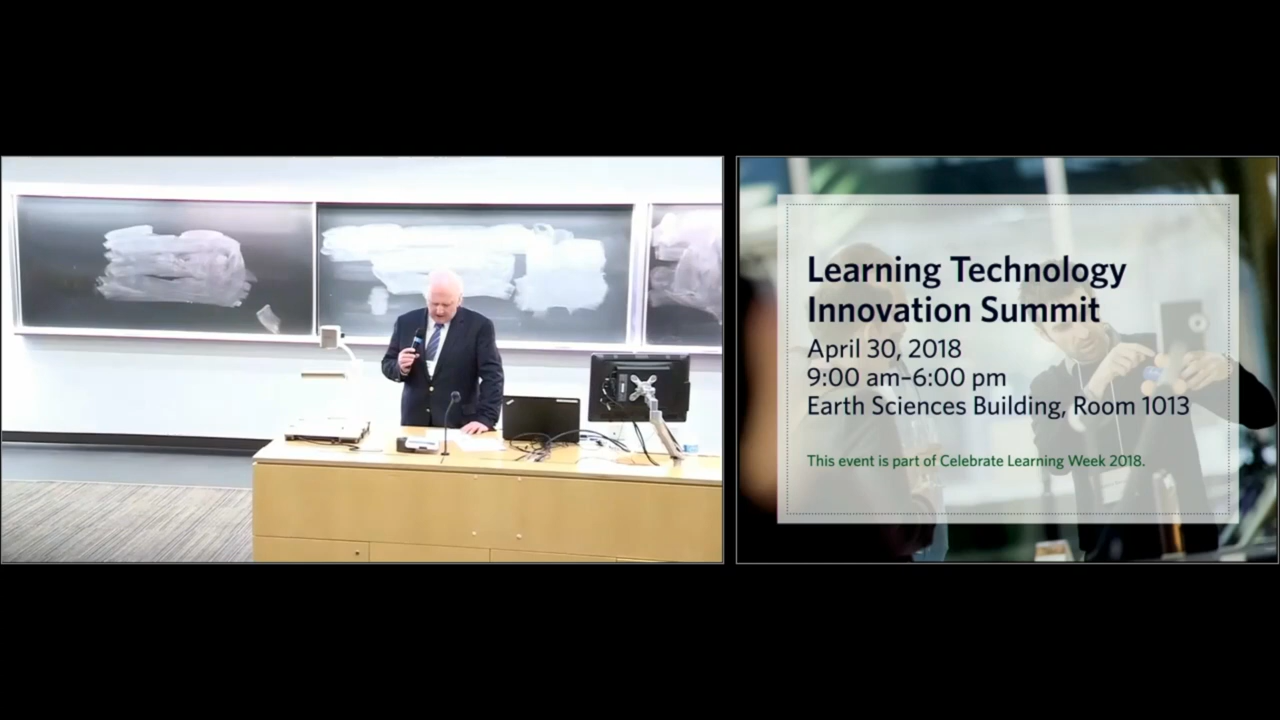 Learning Technology
Innovation Summit
April 30, 2018
9:00 am–6:00 pm
Earth Sciences Building, Room 1013
This event is part of Celebrate Learning Week 2018.